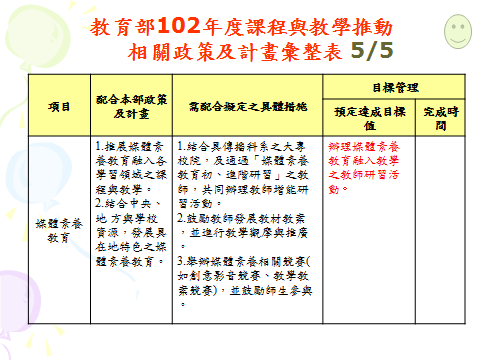 教育部102年度課程與教學推動
相關政策及計畫彙整表 5/5
項目
配合本部政策
及計畫
需配合擬定之具體措施
目標管理
預定達成目標
值
完成時
間
媒體素養
教育
1.推展媒體素
養教育融入各
學習領域之課
程與教學。
2.結合中央、
地方與學校
資源，發展具
在地特色之媒
體素養教育。
1.結合具傳播科系之大專
校院，及通過「媒體素養
教育初、進階研習」之教
師，共同辦理教師增能研
習活動。
2.鼓勵教師發展教材教案
，並進行教學觀摩與推廣
。
3.舉辦媒體素養相關競賽(
如創意影音競賽、教學教
案競賽)，並鼓勵師生參與
。
辦理媒體素養
教育融入教學
之教師研習活
動。